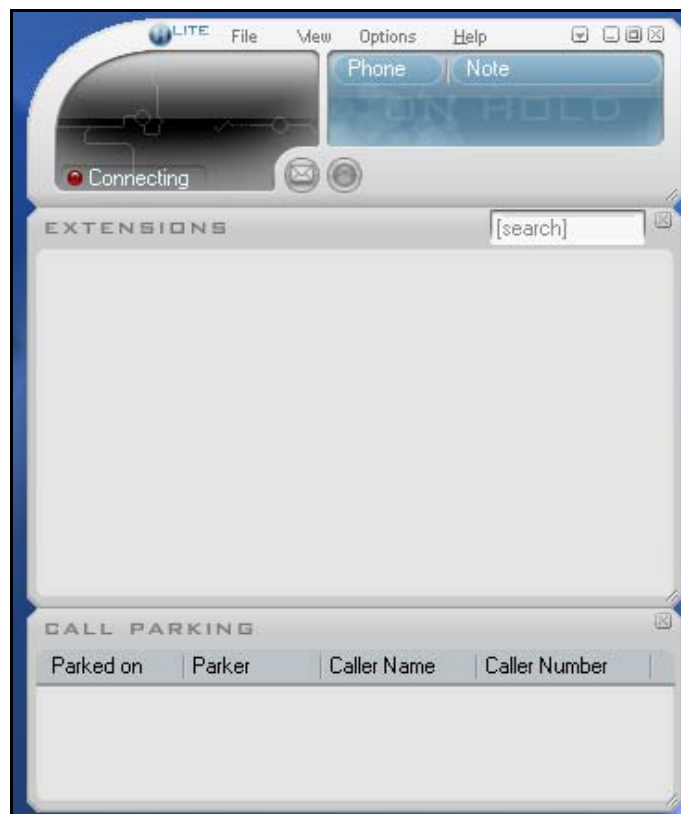 LITE File View Options Help
Phone Note
ON HOLD
Connecting
EXTENSIONS [search]
CALL PARKING
Parked on Parker Caller Name Caller Number